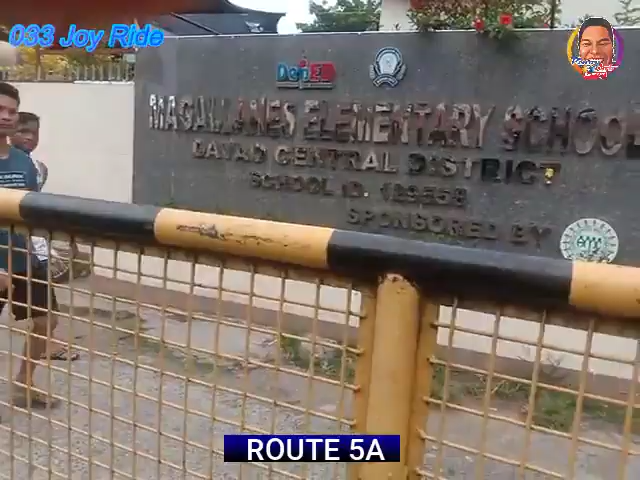 033 Joy Ride
DepEd
MAGALLANES ELEMENTARY SCHOOL
DAVAO CENTRAL DISTRICT
SCHOOL ID. 129558
SPONSORED BY
ROUTE 5A